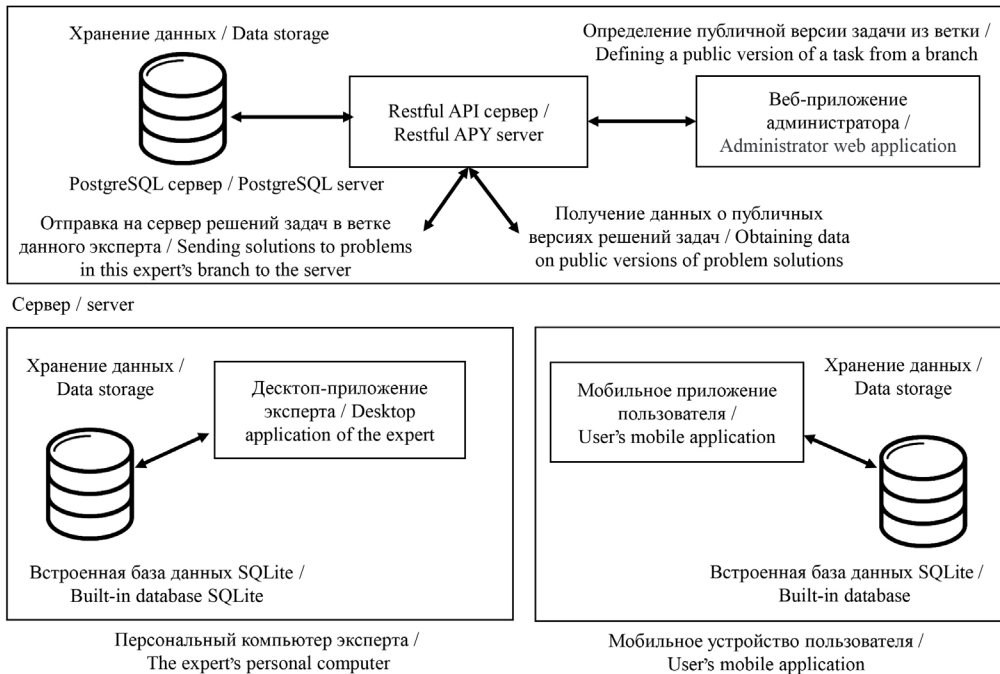 Хранение данных / Data storage
Определение публичной версии задачи из ветки /
Defining a public version of a task from a branch
Restful API сервер /
Restful APY server
Веб-приложение
администратора /
Administrator web application
PostgreSQL сервер / PostgreSQL server
Отправка на сервер решений задач в ветке
данного эксперта / Sending solutions to problems
in this expert's branch to the server
Получение данных о публичных
версиях решений задач / Obtaining data
on public versions of problem solutions
Сервер / server
Хранение данных /
Data storage
Десктоп-приложение
эксперта / Desktop
application of the expert
Встроенная база данных SQLite /
Built-in database SQLite
Персональный компьютер эксперта /
The expert's personal computer
Мобильное приложение
пользователя /
User's mobile application
Хранение данных /
Data storage
Встроенная база данных SQLite /
Built-in database
Мобильное устройство пользователя /
User's mobile application